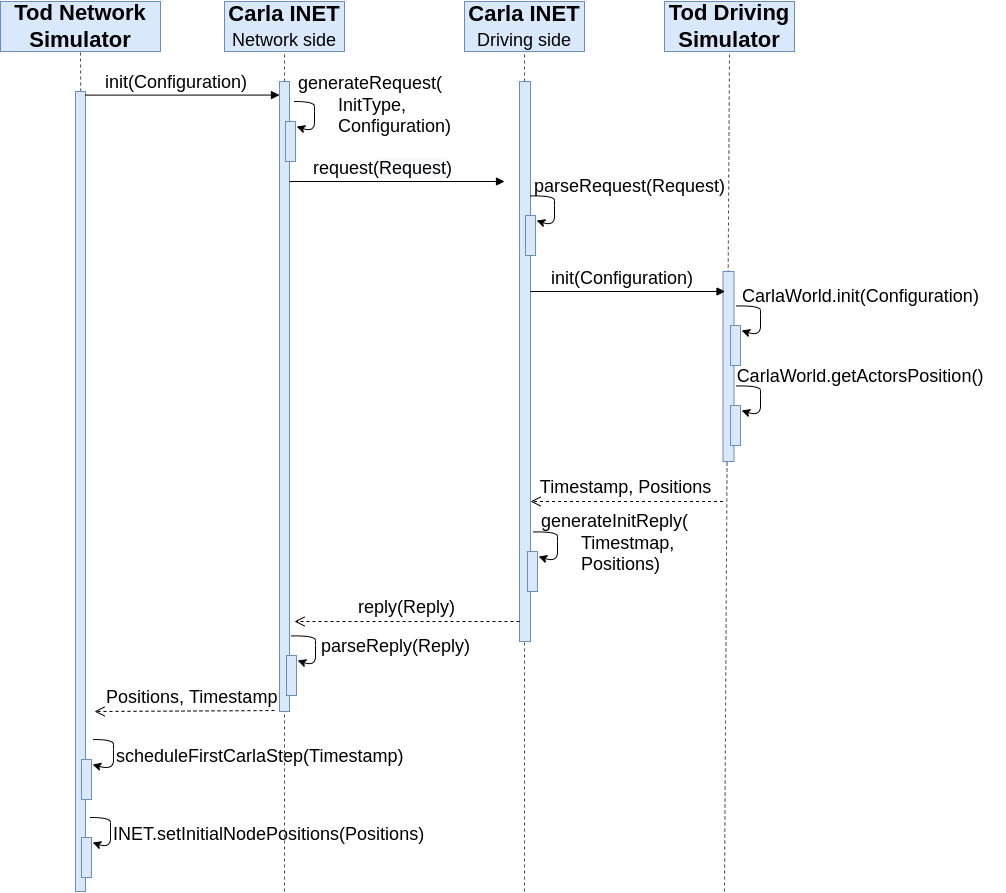 Tod Network
Simulator
Carla INET
Network side
Carla INET
Driving side
Tod Driving
Simulator
init(Configuration)
generateRequest(
InitType,
Configuration)
request(Request)
parseRequest(Request)
init(Configuration)
CarlaWorld.init(Configuration)
CarlaWorld.getActorsPosition()
Timestamp, Positions
generateInitReply(
Timestmap,
Positions)
reply(Reply)
parseReply(Reply)
Positions, Timestamp
scheduleFirstCarlaStep(Timestamp)
INET.setInitialNodePositions(Positions)